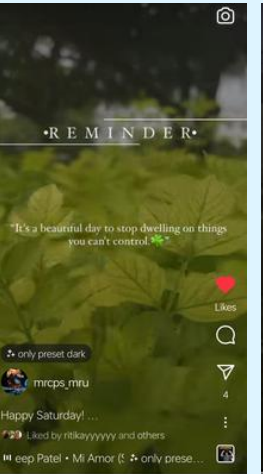 •REMINDER•
"It's a beautiful day to stop dwelling on things
you can't control.☘"
Likes
only preset dark
mrcps_mru
4
Happy Saturday! ...
Liked by ritikayyyyyy and others
eep Patel • Mi Amor (S only prese...